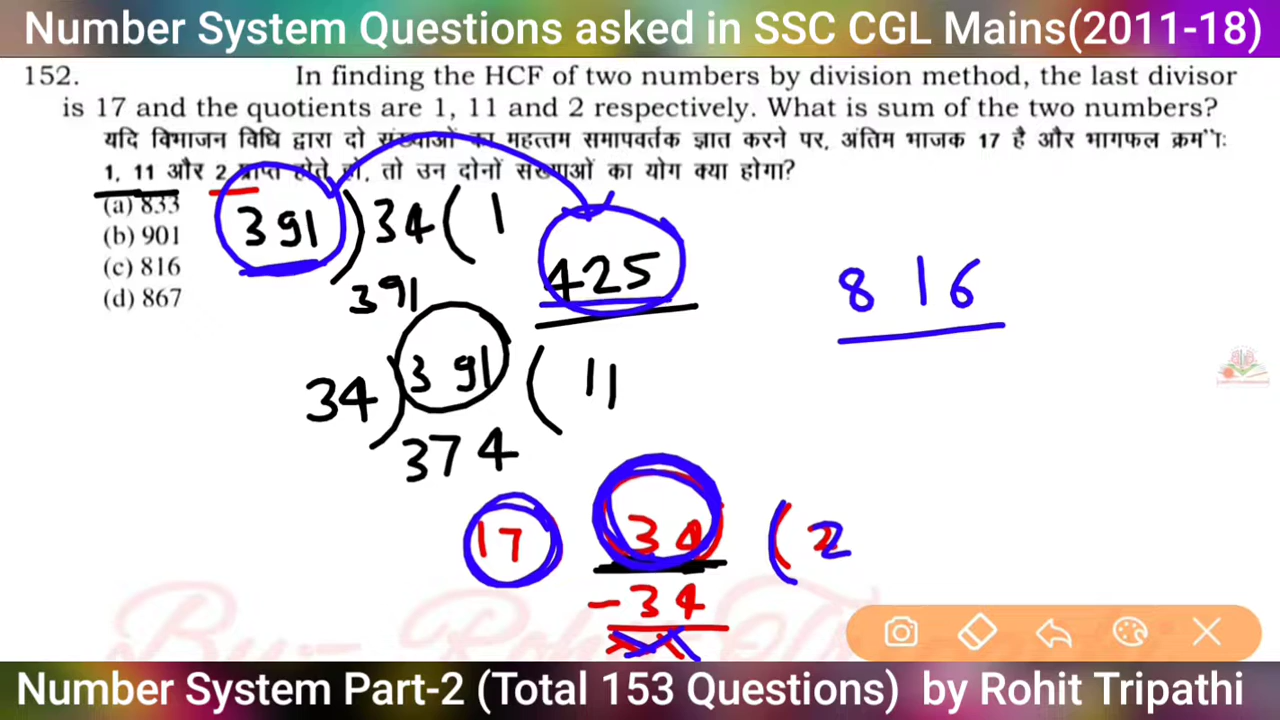 Number System Questions asked in SSC CGL Mains(2011-18)
152. In finding the HCF of two numbers by division method, the last divisor
is 17 and the quotients are 1, 11 and 2 respectively. What is sum of the two numbers?
यदि विभाजन विधि द्वारा दो संख्याओं का महत्तम समापवर्तक ज्ञात करने पर, अंतिम भाजक 17 है और भागफल क्रम"ाः
1, 11 और 2 प्राप्त होते हो, तो उन दोनों संख्याओं का योग क्या होगा?
(a) 833
(b) 901
(c) 816
(d) 867
391 ) 34 ( 1
391
425
816
34 ) 391 ( 11
374
17 34 ( 2
-34
Number System Part-2 (Total 153 Questions) by Rohit Tripathi